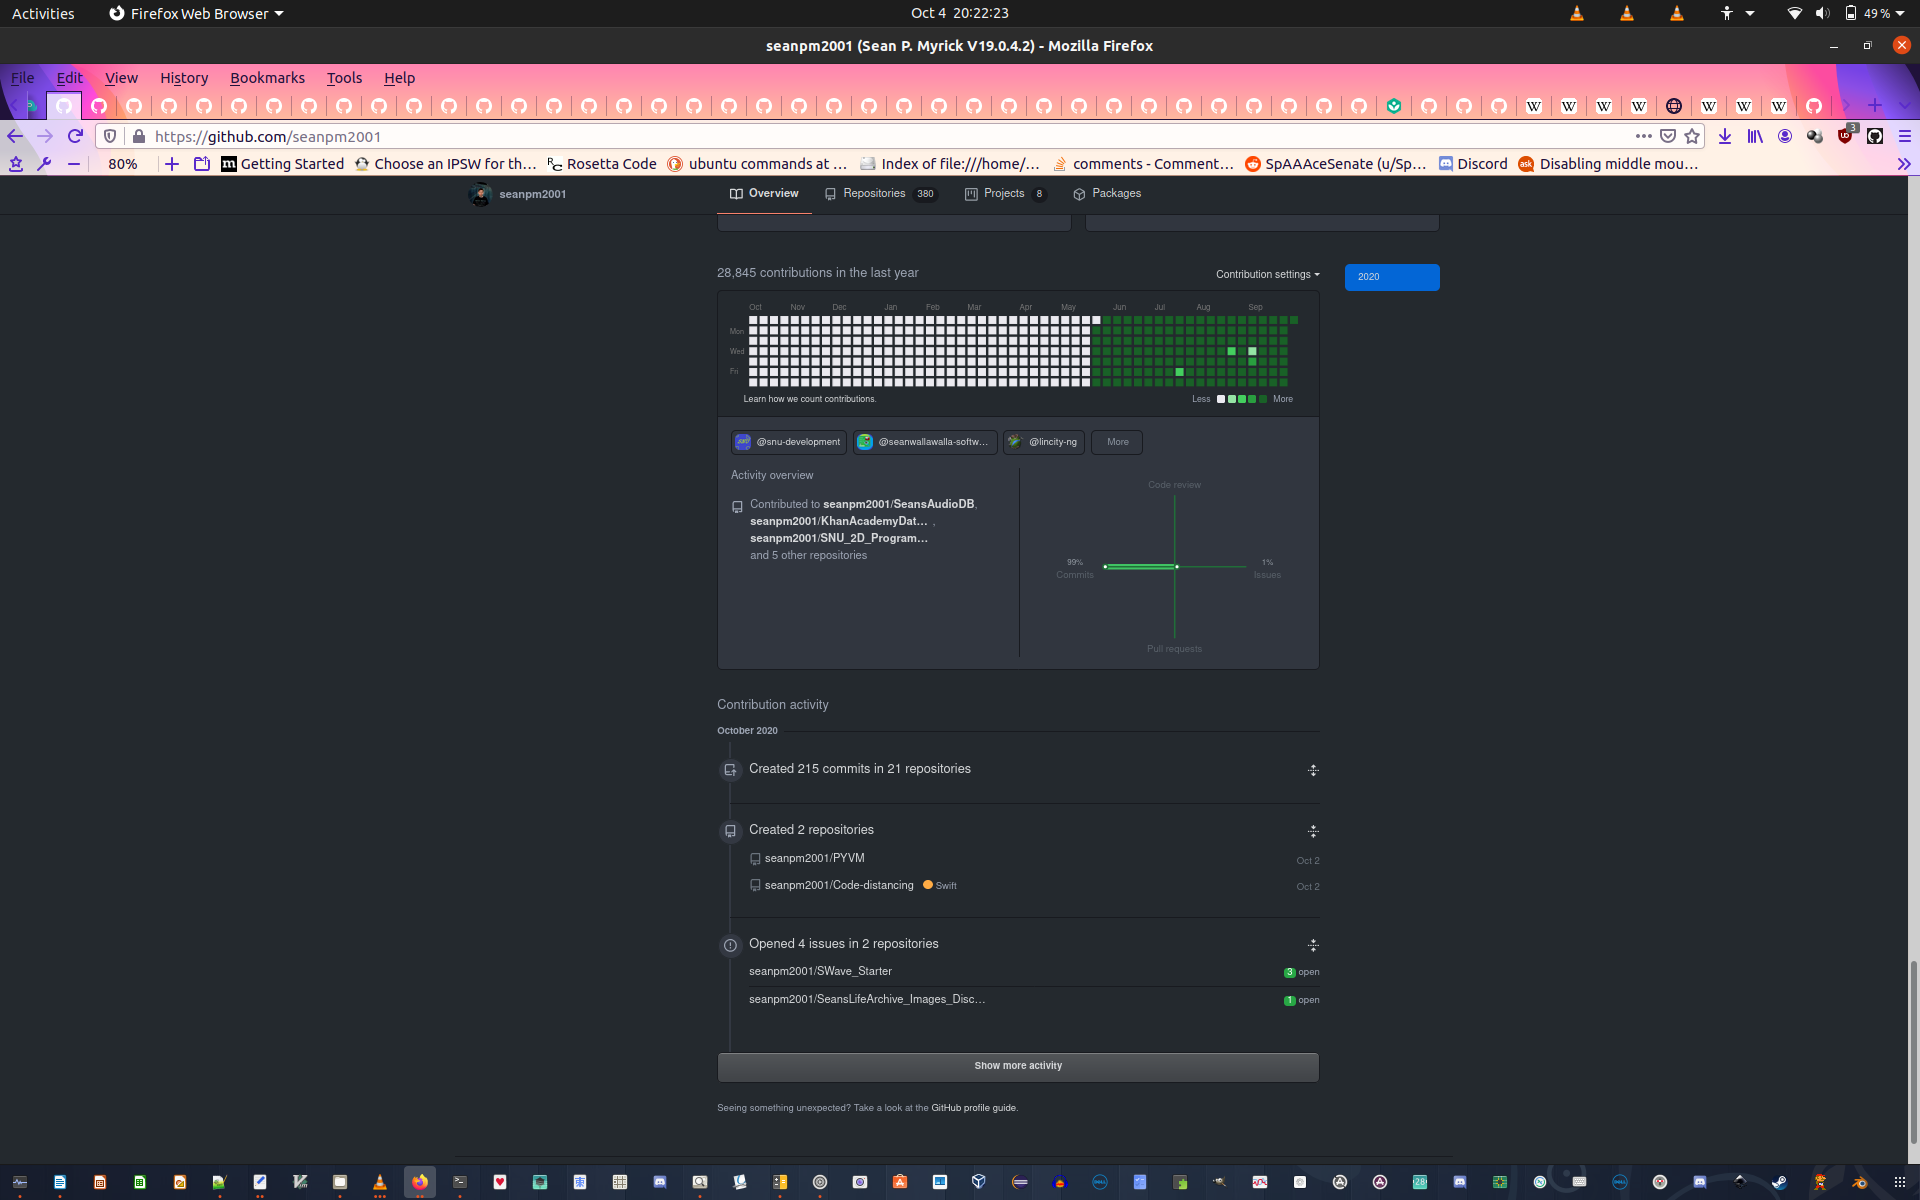 Activities
Firefox Web Browser
Oct 4 20:22:23
49 %
seanpm2001 (Sean P. Myrick V19.0.4.2) - Mozilla Firefox
File Edit View History Bookmarks Tools Help
https://github.com/seanpm2001
3
80%
Getting Started
Choose an IPSW for th…
Rosetta Code
ubuntu commands at …
Index of file:///home/…
comments - Comment…
SpAAAceSenate (u/Sp…
Discord
Disabling middle mou…
seanpm2001
Overview
Repositories 380
Projects 8
Packages
28,845 contributions in the last year
Contribution settings
2020
Oct Nov Dec Jan Feb Mar Apr May Jun Jul Aug Sep
Mon
Wed
Fri
Learn how we count contributions.
Less More
@snu-development
@seanwallawalla-softw…
@lincity-ng
More
Activity overview
Contributed to seanpm2001/SeansAudioDB,
seanpm2001/KhanAcademyDat… ,
seanpm2001/SNU_2D_Program…
and 5 other repositories
Code review
99%
Commits
1%
Issues
Pull requests
Contribution activity
October 2020
Created 215 commits in 21 repositories
Created 2 repositories
seanpm2001/PYVM
Oct 2
seanpm2001/Code-distancing Swift
Oct 2
Opened 4 issues in 2 repositories
seanpm2001/SWave_Starter
3 open
seanpm2001/SeansLifeArchive_Images_Disc…
1 open
Show more activity
Seeing something unexpected? Take a look at the GitHub profile guide.